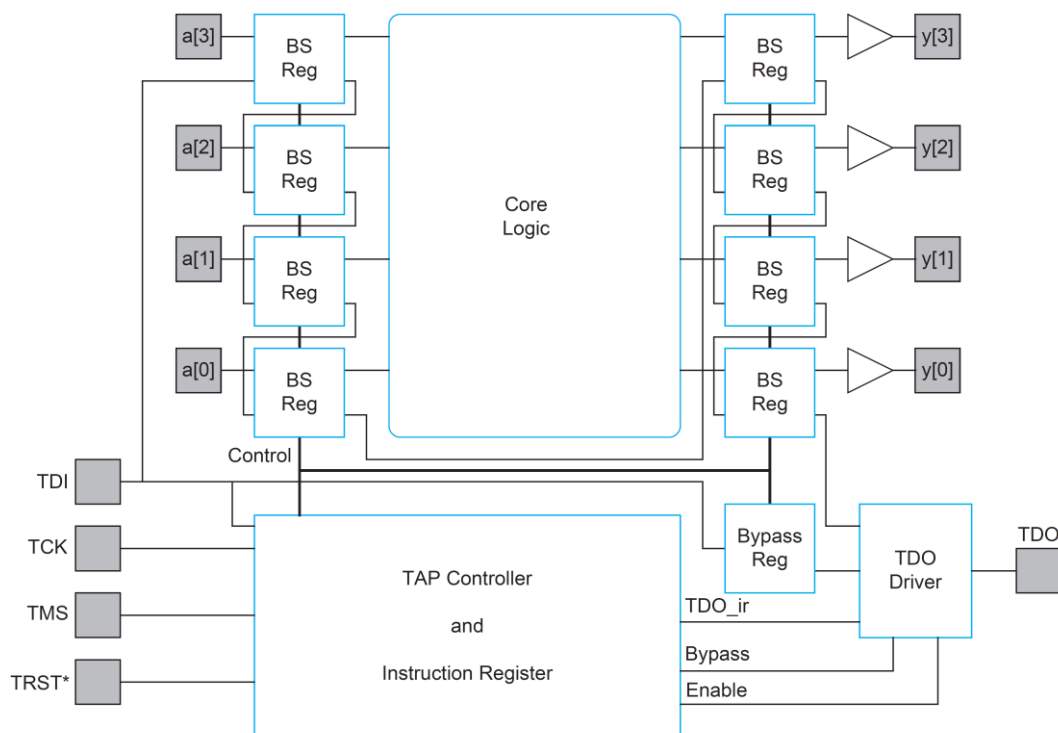 a[3]
BS
Reg
BS
Reg
y[3]
a[2]
BS
Reg
Core
Logic
BS
Reg
y[2]
a[1]
BS
Reg
BS
Reg
y[1]
a[0]
BS
Reg
BS
Reg
y[0]
Control
TDI
TCK
TMS
TRST*
TAP Controller
and
Instruction Register
Bypass
Reg
TDO_ir
Bypass
Enable
TDO
Driver
TDO